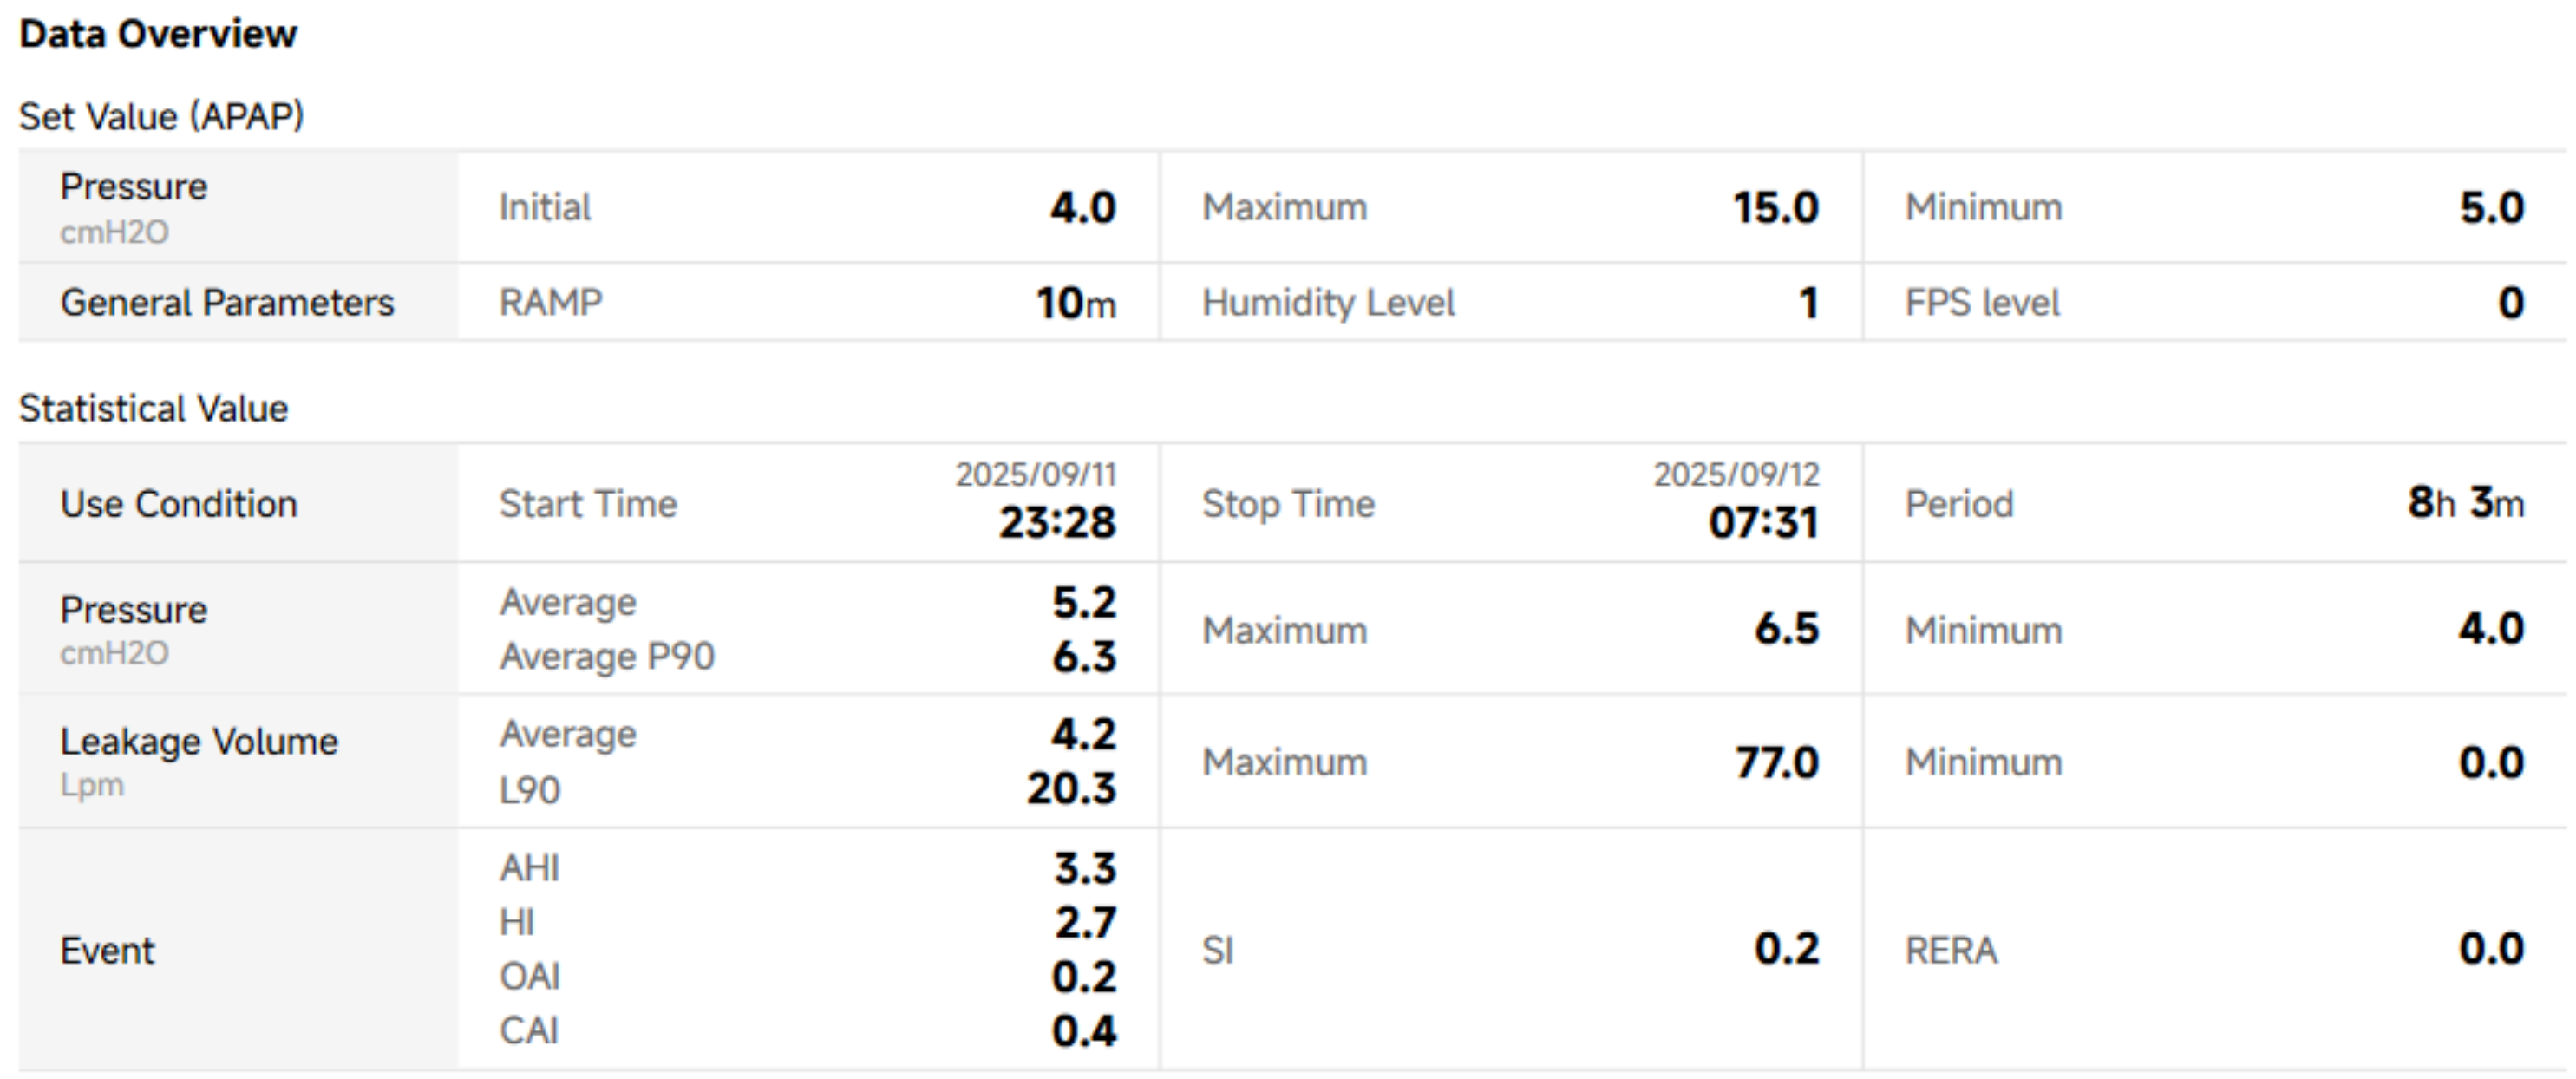 Data Overview
Set Value (APAP)
Pressure
cmH2O
Initial 4.0
Maximum 15.0
Minimum 5.0
General Parameters
RAMP 10m
Humidity Level 1
FPS level 0
Statistical Value
Use Condition
Start Time 2025/09/11
23:28
Stop Time 2025/09/12
07:31
Period 8h 3m
Pressure
cmH2O
Average 5.2
Average P90 6.3
Maximum 6.5
Minimum 4.0
Leakage Volume
Lpm
Average 4.2
L90 20.3
Maximum 77.0
Minimum 0.0
Event
AHI 3.3
HI 2.7
OAI 0.2
CAI 0.4
SI 0.2
RERA 0.0